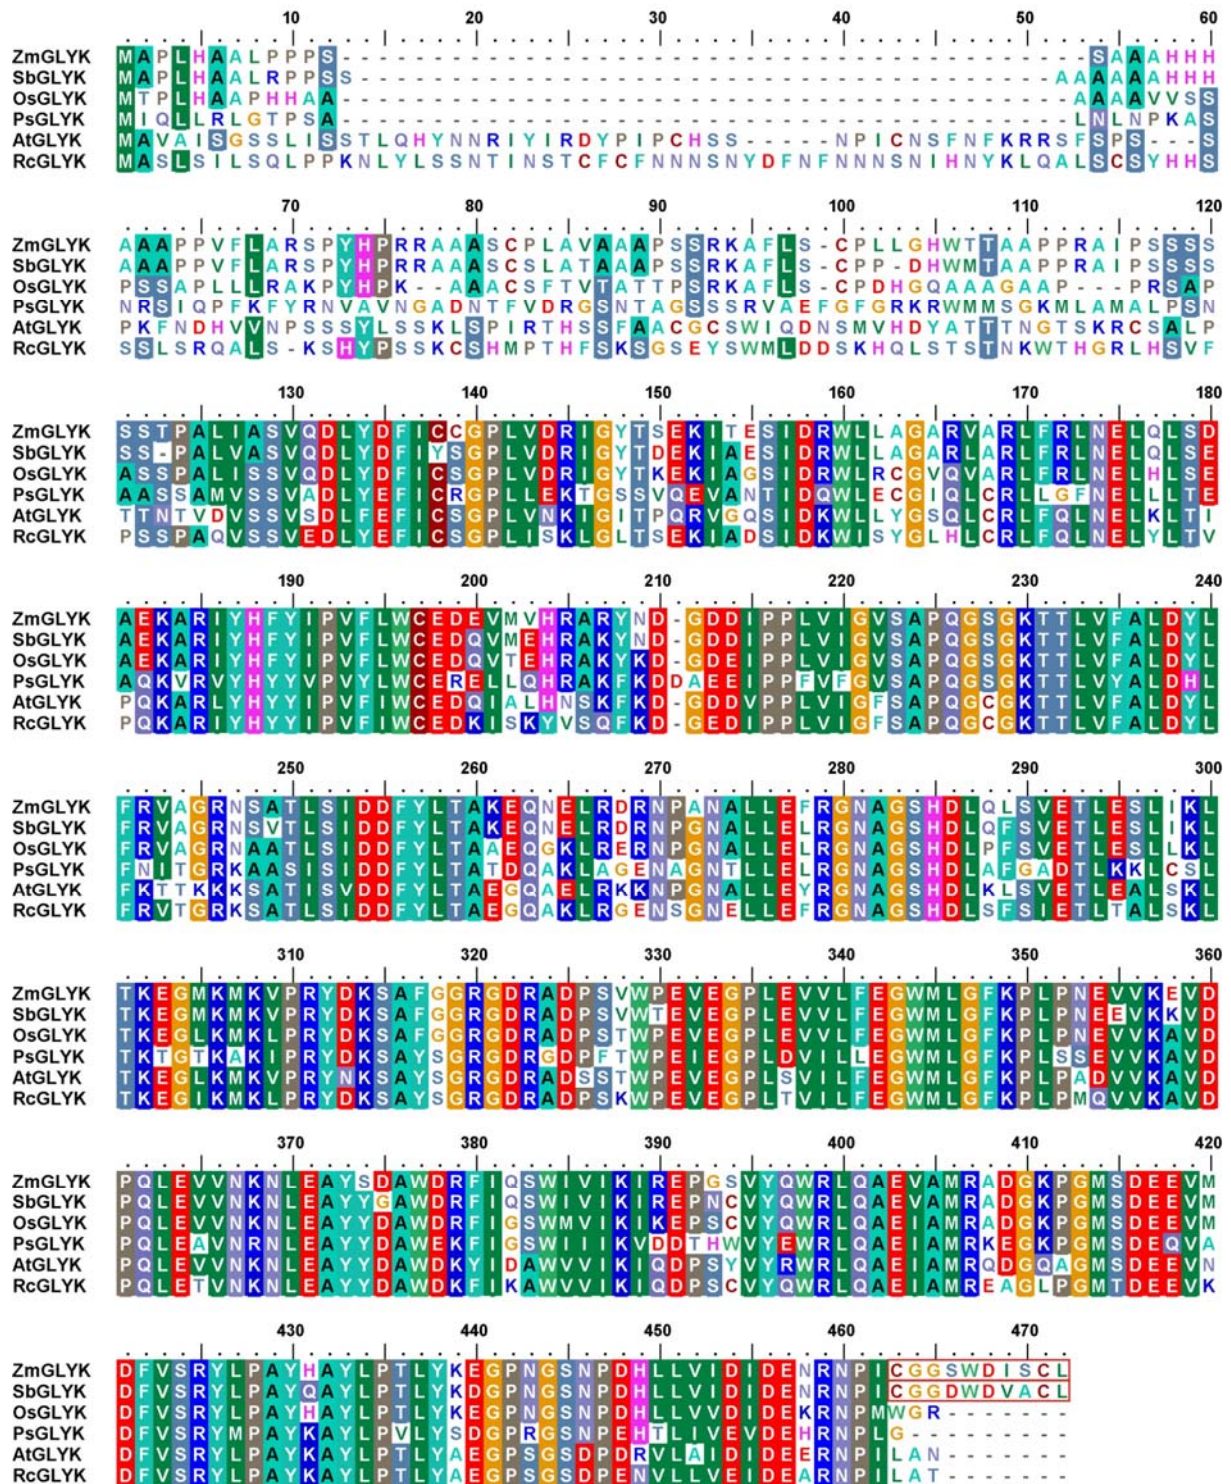 10 20 30 40 50 60
ZmGLYK MAPLHAALPPPS-----------------------------------------SAAAHHH
SbGLYK MAPLHAALRPPSS--------------------------------------AAAAAAHHH
OsGLYK MTPLHAAPHHAA----------------------------------------AAAAVVSS
PsGLYK MIQLLRLGTPSA----------------------------------------LNLNPKAS
AtGLYK MAVAISGSSLISSTLQHYNNRIYIRDYPIPCHSS-----NPICNSFNFKRRSFSPS---S
RcGLYK MASLSILSQLPPKNLYLSSNTINSTCFCFNNNSNYDFNFNNNSNIHNYKLQALSCSYHHS
70 80 90 100 110 120
ZmGLYK AAAPPVFLARSPYHPRRAAASCPLAVAAAPSSRKAFLS-CPLLGHWTTAAPPRAIPSSSS
SbGLYK AAAPPVFLARSPYHPRRAAASCSLATAAAPSSRKAFLS-CPP-DHWMTAAPPRAIPSSSS
OsGLYK PSSAPLLLRAKPYHPK--AAACSFTVTATTPSRKAFLS-CPDHGQAAAGAAP---PRSAP
PsGLYK NRSIQPFKFYRNVAVNGADNTFVDRGSNTAGSSSRVAEFGFGRKRWMMSGKMLAMALPSN
AtGLYK PKFNDHVVNPSSSYLSSKLSPIRTHSSFAACGCSWIQDNSMVHDYATTTNGTSKRCSALP
RcGLYK SSLSRQALS-KSHYPSSKCSHMPTHFSKSGSEYSWMLDDSKHQLSTSTNKWTHGRLHSVF
130 140 150 160 170 180
ZmGLYK SSTPALIASVQDLYDFICCGPLVDRIGYTSEKITESIDRWLLAGARVARLFRLNELQLSD
SbGLYK SS-PALVASVQDLYDFIYSGPLVDRIGYTDEKIAESIDRWLLAGARLARLFRLNELQLSE
OsGLYK ASSPALISSVQDLYDFICSGPLVDRIGYTKEKIAGSIDRWLRCGVQVARLFRLNELHLSE
PsGLYK AASSAMVSSVADLYEFICRGPLLEKTGSSVQEVANTIDQWLECGIQLCRLLGFNELLLTE
AtGLYK TTNTVDVSSVSDLFEFICSGPLVNKIGITPQRVGQSIDKWLLYGSQLCRLFQLNELKLTI
RcGLYK PSSPAQVSSVEDLYEFICSGPLISKLGLTSEKIADSIDKWISYGLHLCRLFQLNELYLTV
190 200 210 220 230 240
ZmGLYK AEKARIYHFYIPVFLWCEDEVMVHRARYND-GDDIPPLVIGVSAPQGSGKTTLVFALDYL
SbGLYK AEKARIYHFYIPVFLWCEDQVMEHRAKYND-GDDIPPLVIGVSAPQGSGKTTLVFALDYL
OsGLYK AEKARIYHFYIPVFLWCEDQVTEHRAKYKD-GDEIPPLVIGVSAPQGSGKTTLVFALDYL
PsGLYK AQKVRVYHYYVPVYLWCERELLQHRAKFKDDAEEIPPFVFGVSAPQGSGKTTLVYALDHL
AtGLYK PQKARLYHYYIPVFIWCEDQIALHNSKFKD-GDDVPPLVIGFSAPQGCGKTTLVFALDYL
RcGLYK PQKARIYHYYIPVFIWCEDKISKYVSQFKD-GEDIPPLVIGFSAPQGCGKTTLVFALDYL
250 260 270 280 290 300
ZmGLYK FRVAGRNSATLSIDDFYLTAKEQNELRDRNPANALLEFRGNAGSHDLQLSVETLESLIKL
SbGLYK FRVAGRNSVTLSIDDFYLTAKEQNELRDRNPGNALLELRGNAGSHDLQFSVETLESLIKL
OsGLYK FRVAGRNAATLSIDDFYLTAAEQGKLRERNPGNALLELRGNAGSHDLPFSVETLESLLKL
PsGLYK FNITGRKAASISIDDFYLTATDQAKLAGENAGNTLLEYRGNAGSHDLAFGADTLKKLCSL
AtGLYK FKTTKKKSATISVDDFYLTAEGQAELRKKNPGNALLEYRGNAGSHDLKLSVETLEALSKL
RcGLYK FRVTGRKSATLSIDDFYLTAEGQAKLRGENSGNELLEFRGNAGSHDLSFSIETLTALSKL
310 320 330 340 350 360
ZmGLYK TKEGMKMKVPRYDKSAFGGRGDRADPSVWPEVEGPLEVVLFEGWMLGFKPLPNEVVKEVD
SbGLYK TKEGMKMKVPRYDKSAFGGRGDRADPSVWTEVEGPLEVVLFEGWMLGFKPLPNEEVKKVD
OsGLYK TKEGLKMKLPRYDKSAFGGRGDRADPSTWPEVEGPLEVVLFEGWMLGFKPLPNEVVKAVD
PsGLYK TKTGTKAKIPRYDKSAYSGRGDRGDPFTWPEIEGPLDVILLEGWMLGFKPLSSEVVKAVD
AtGLYK TKEGLKMKVPRYNKSAYSGRGDRADSSTWPEVEGPLSVILFEGWMLGFKPLPADVVKAVD
RcGLYK TKEGIKMKLPRYDKSAYSGRGDRADPSKWPEVEGPLTVILFEGWMLGFKPLPMQVVKAVD
370 380 390 400 410 420
ZmGLYK PQLEVVNKNLEAYSDAWDRFIQSWIVIKIREPGSVYQWRLQAEVAMRADGKPGMSDEEVM
SbGLYK PQLEVVNKNLEAYYGAWDRFIQSWIVIKIREPNCVYQWRLQAEVAMRADGKPGMSDEEVM
OsGLYK PQLEVVNKNLEAYYDAWDRFIGSWMVIKIKEPSCVYQWRLQAEIAMRADGKPGMSDEEVM
PsGLYK PQLEAVNRNLEAYYDAWEKFIGSWIIIKVDDTHWVYEWRLQAEIAMRKEGKPGMSDEQVA
AtGLYK PQLEVVNKNLEAYYDAWDKYIDAWVVIKIQDPSYVYRWRLQAEIAMRQDGQAGMSDEEVN
RcGLYK PQLETVNKNLEAYYDAWDKFIKAWVVIKIQDPSCVYQWRLQAEIAMREAGLPGMTDEEVK
430 440 450 460 470
ZmGLYK DFVSRYLPAYHAYLPTLYKEGPNGSNPDHLLVIDIDENRNPICGGSWDISCL
SbGLYK DFVSRYLPAYQAYLPTLYKEGPNGSNPDHLLVIDIDENRNPICGGDWDVACL
OsGLYK DFVSRYLPAYHAYLPTLYKEGPNGSNPDHLLVVDIDEKRNPMWGR-------
PsGLYK DFVSRYMPAYKAYLPVLYSDGPRGSNPEHTLIVEVDEHRNPLG---------
AtGLYK DFVSRYLPAYKAYLPTLYAEGPSGSDPDRVLAIDIDEERNPILAN-------
RcGLYK DFVSRYLPAYKAYLPTLYAEGPSGSDPENVLLVEIDEARNPILAT-------